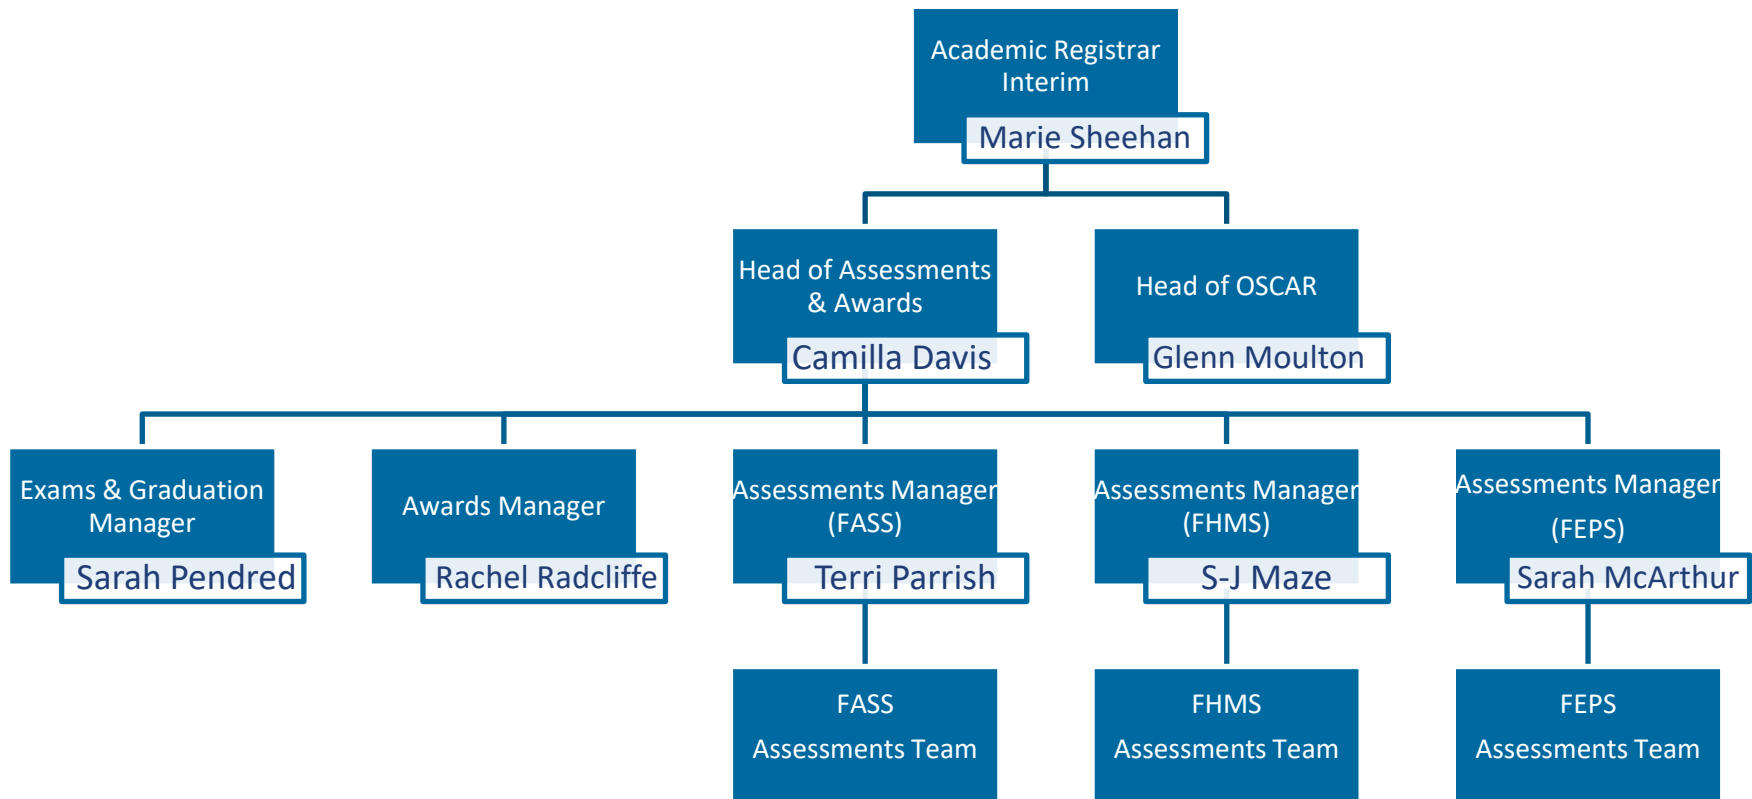 Academic Registrar
Interim
Marie Sheehan
Head of Assessments
& Awards
Camilla Davis
Head of OSCAR
Glenn Moulton
Exams & Graduation
Manager
Sarah Pendred
Awards Manager
Rachel Radcliffe
Assessments Manager
(FASS)
Terri Parrish
Assessments Manager
(FHMS)
S-J Maze
Assessments Manager
(FEPS)
Sarah McArthur
FASS
Assessments Team
FHMS
Assessments Team
FEPS
Assessments Team